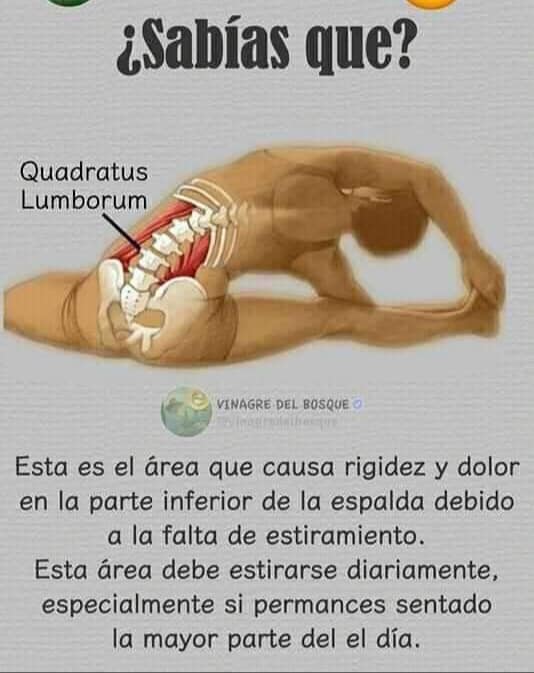 ¿Sabías que?
Quadratus
Lumborum
VINAGRE DEL BOSQUE
Esta es el área que causa rigidez y dolor
en la parte inferior de la espalda debido
a la falta de estiramiento.
Esta área debe estirarse diariamente,
especialmente si permances sentado
la mayor parte del el día.